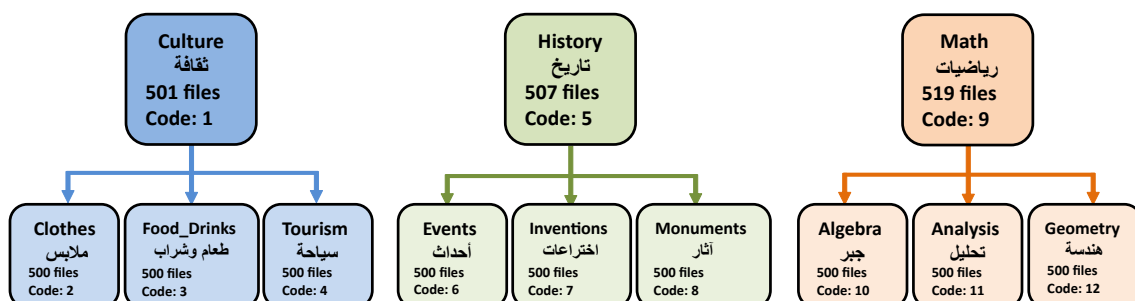 Culture
ثقافة
501 files
Code: 1
History
تاريخ
507 files
Code: 5
Math
رياضيات
519 files
Code: 9
Clothes
ملابس
500 files
Code: 2
Food_Drinks
طعام وشراب
500 files
Code: 3
Tourism
سياحة
500 files
Code: 4
Events
أحداث
500 files
Code: 6
Inventions
اختراعات
500 files
Code: 7
Monuments
آثار
500 files
Code: 8
Algebra
جبر
500 files
Code: 10
Analysis
تحليل
500 files
Code: 11
Geometry
هندسة
500 files
Code: 12